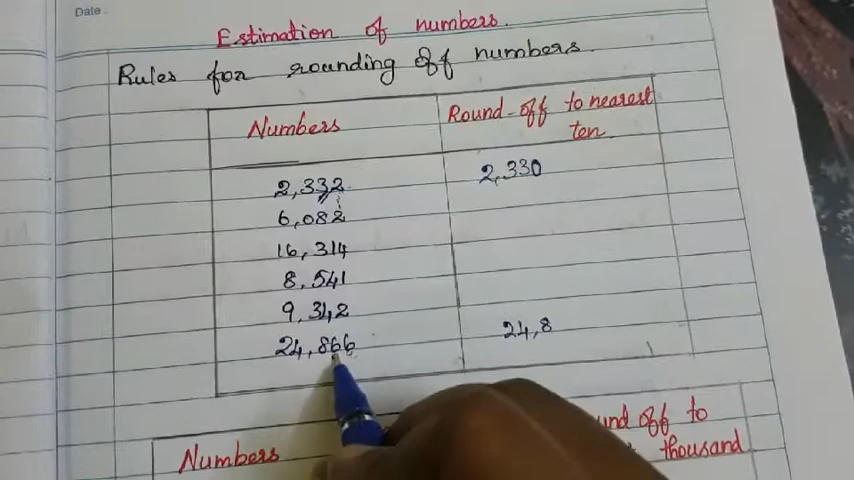 Date
Estimation of numbers.
Rules for rounding off numbers.
Numbers Round-off to nearest ten
2,332 2,330
6,082
16,314
8,541
9,342
24,866 24,8
Numbers und off to
thousand